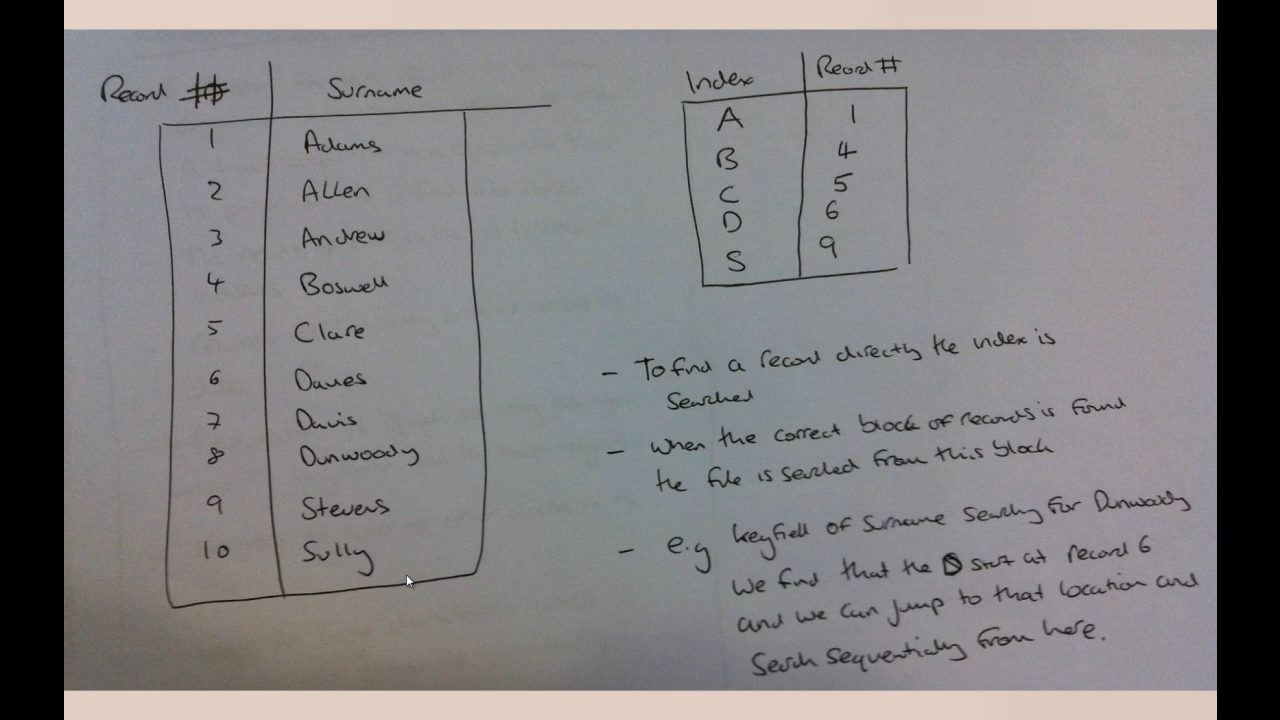 Record # Surname
1 Adams
2 Allen
3 Andrew
4 Boswell
5 Clare
6 Davies
7 Davis
8 Dunwoody
9 Stevens
10 Sully
Index Record #
A 1
B 4
C 5
D 6
S 9
- To find a record directly the index is
searched
- when the correct block of records is found
the file is searched from this block
- e.g keyfield of surname searching for Dunwoody
we find that the D start at record 6
and we can jump to that location and
search sequentially from here.